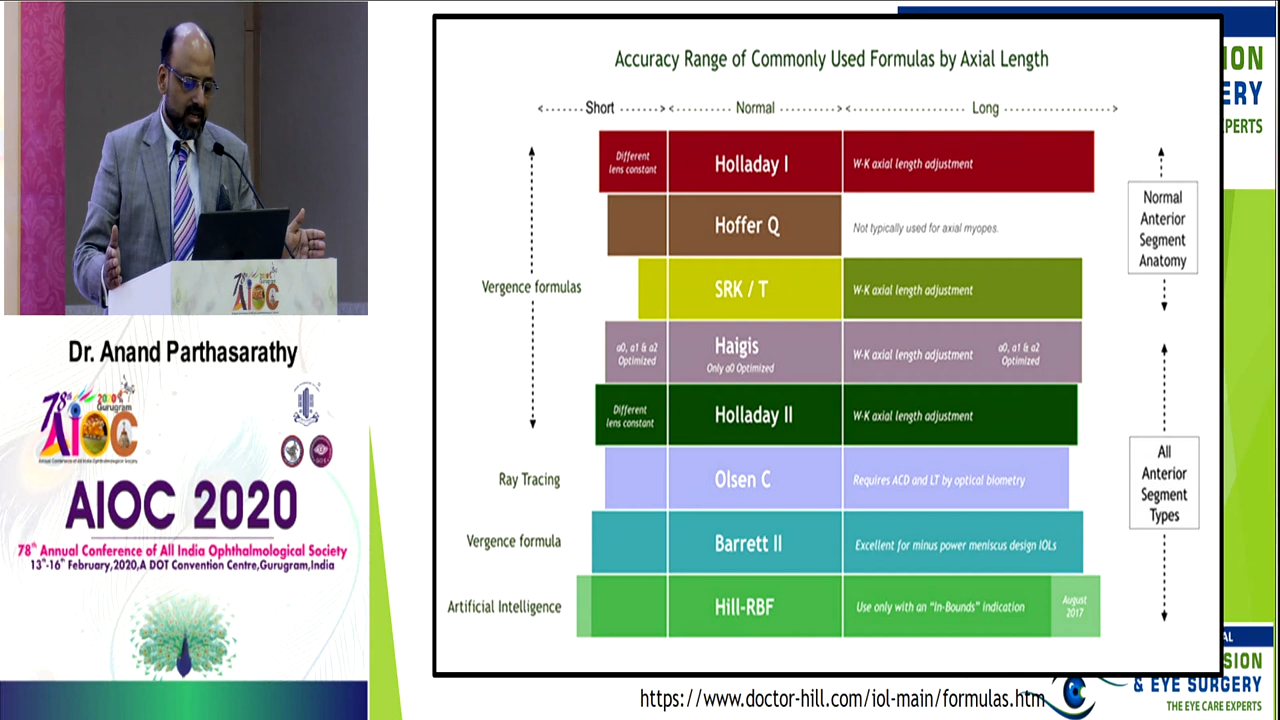 Dr. Anand Parthasarathy
78th
2020
Gurugram
AIOC
AIOC 2020
78th Annual Conference of All India Ophthalmological Society
13th-16th February,2020,A DOT Convention Centre,Gurugram,India
Accuracy Range of Commonly Used Formulas by Axial Length
Short
Normal
Long
Different
lens constant
Holladay I
W-K axial length adjustment
Hoffer Q
Not typically used for axial myopes.
Vergence formulas
SRK / T
W-K axial length adjustment
a0, a1 & a2
Optimized
Haigis
Only a0 Optimized
W-K axial length adjustment
a0, a1 & a2
Optimized
Different
lens constant
Holladay II
W-K axial length adjustment
Ray Tracing
Olsen C
Requires ACD and LT by optical biometry
Vergence formula
Barrett II
Excellent for minus power meniscus design IOLs
Artificial Intelligence
Hill-RBF
Use only with an “In-Bounds” indication
August
2017
Normal
Anterior
Segment
Anatomy
All
Anterior
Segment
Types
https://www.doctor-hill.com/iol-main/formulas.htm
ION
ERY
PERTS
AL
SION
& EYE SURGERY
THE EYE CARE EXPERTS